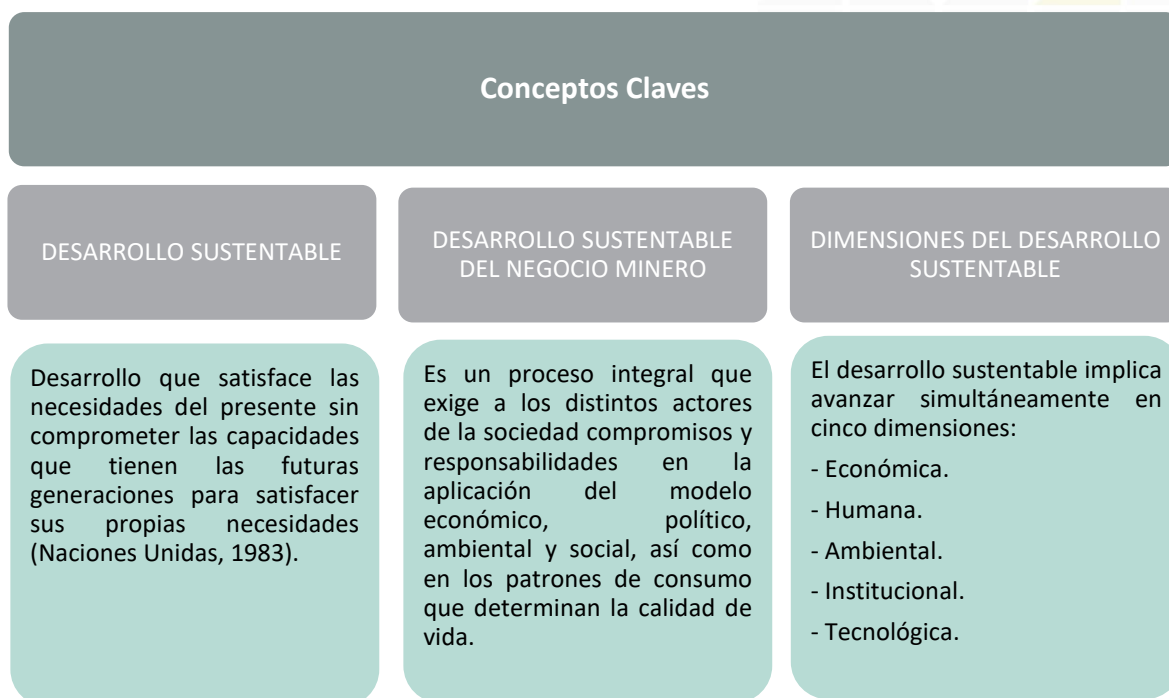 Conceptos Claves
DESARROLLO SUSTENTABLE
DESARROLLO SUSTENTABLE
DEL NEGOCIO MINERO
DIMENSIONES DEL DESARROLLO
SUSTENTABLE
Desarrollo que satisface las
necesidades del presente sin
comprometer las capacidades
que tienen las futuras
generaciones para satisfacer
sus propias necesidades
(Naciones Unidas, 1983).
Es un proceso integral que
exige a los distintos actores
de la sociedad compromisos y
responsabilidades en la
aplicación del modelo
económico, político,
ambiental y social, así como
en los patrones de consumo
que determinan la calidad de
vida.
El desarrollo sustentable implica
avanzar simultáneamente en
cinco dimensiones:
- Económica.
- Humana.
- Ambiental.
- Institucional.
- Tecnológica.